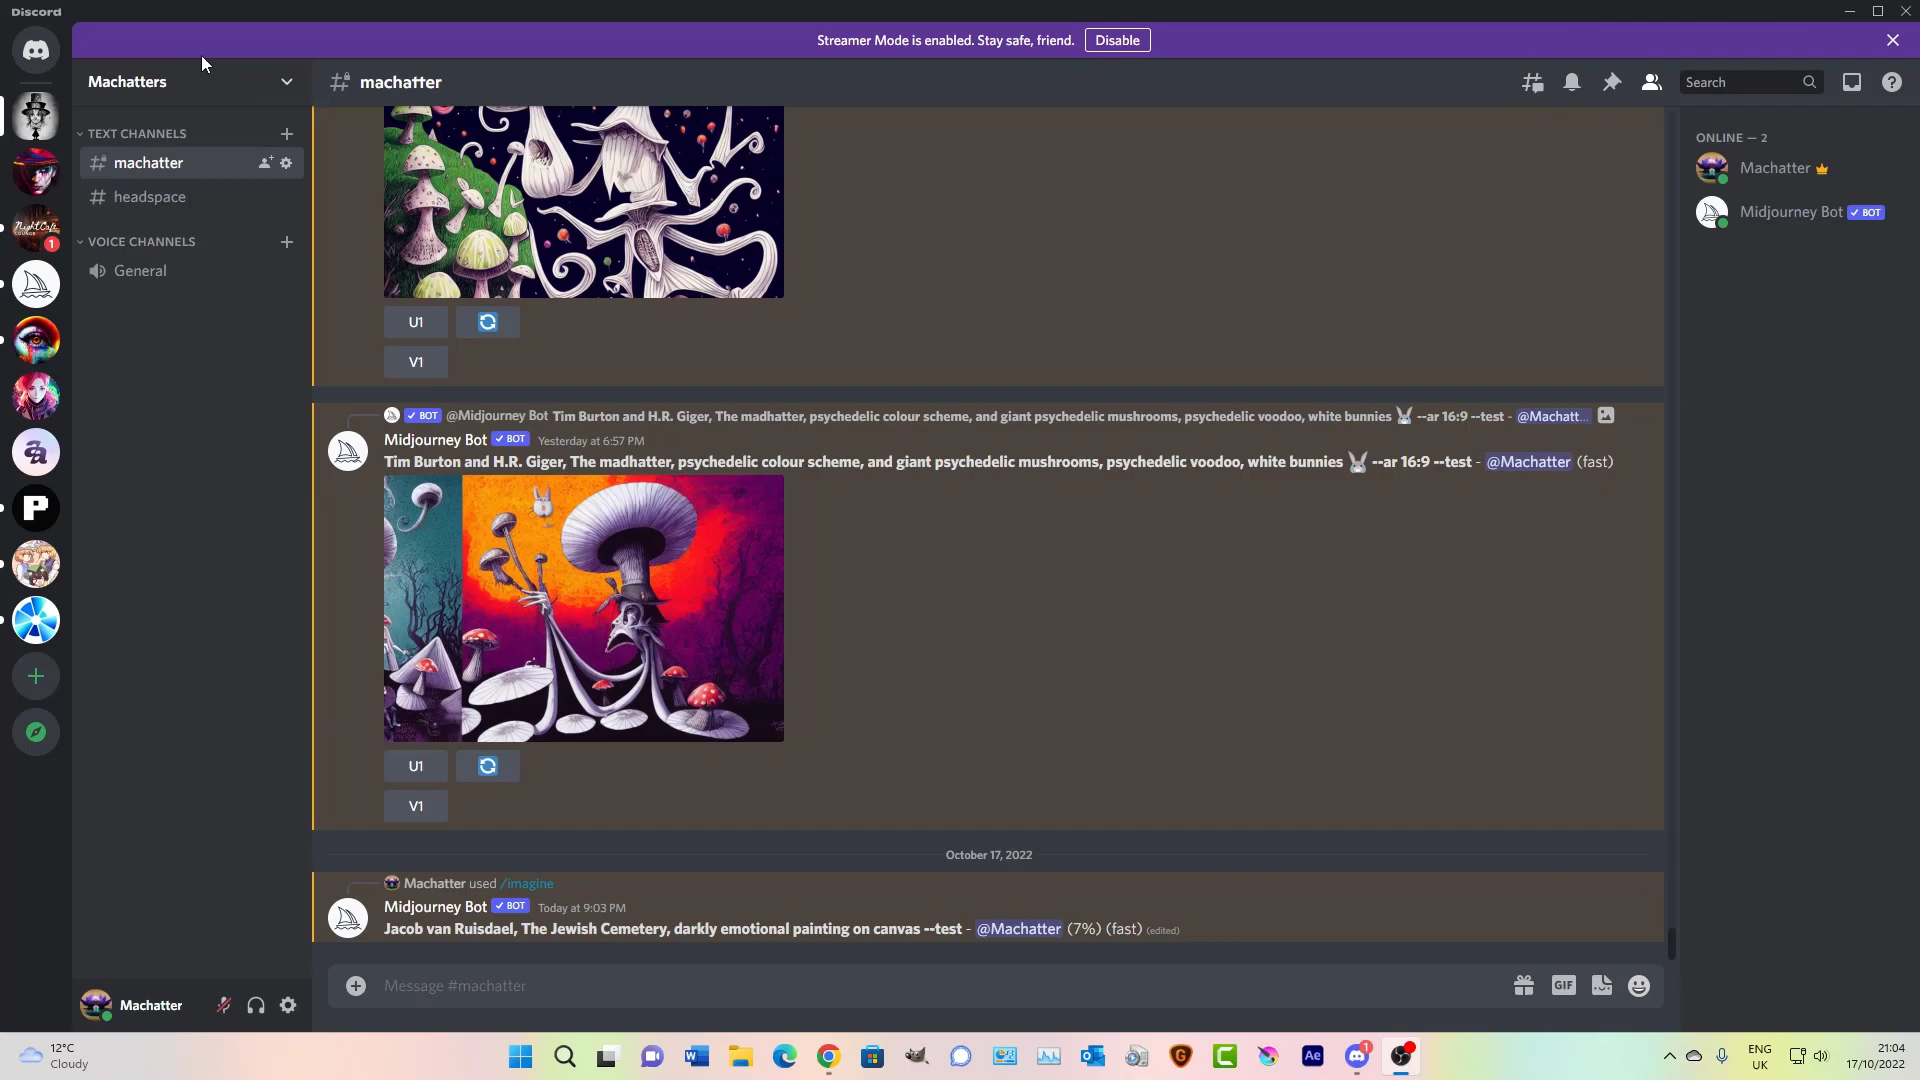 Discord
Streamer Mode is enabled. Stay safe, friend. Disable
Machatters
machatter
Search
TEXT CHANNELS
machatter
headspace
VOICE CHANNELS
General
NightCafe
1
a
P
U1
V1
BOT @Midjourney Bot Tim Burton and H.R. Giger, The madhatter, psychedelic colour scheme, and giant psychedelic mushrooms, psychedelic voodoo, white bunnies 🐰 --ar 16:9 --test - @Machatt...
Midjourney Bot BOT Yesterday at 6:57 PM
Tim Burton and H.R. Giger, The madhatter, psychedelic colour scheme, and giant psychedelic mushrooms, psychedelic voodoo, white bunnies 🐰 --ar 16:9 --test - @Machatter (fast)
U1
V1
October 17, 2022
Machatter used /imagine
Midjourney Bot BOT Today at 9:03 PM
Jacob van Ruisdael, The Jewish Cemetery, darkly emotional painting on canvas --test - @Machatter (7%) (fast) (edited)
Message #machatter
GIF
ONLINE — 2
Machatter
Midjourney Bot BOT
Machatter
12°C
Cloudy
W
G
C
Ae
1
ENG
UK
21:04
17/10/2022